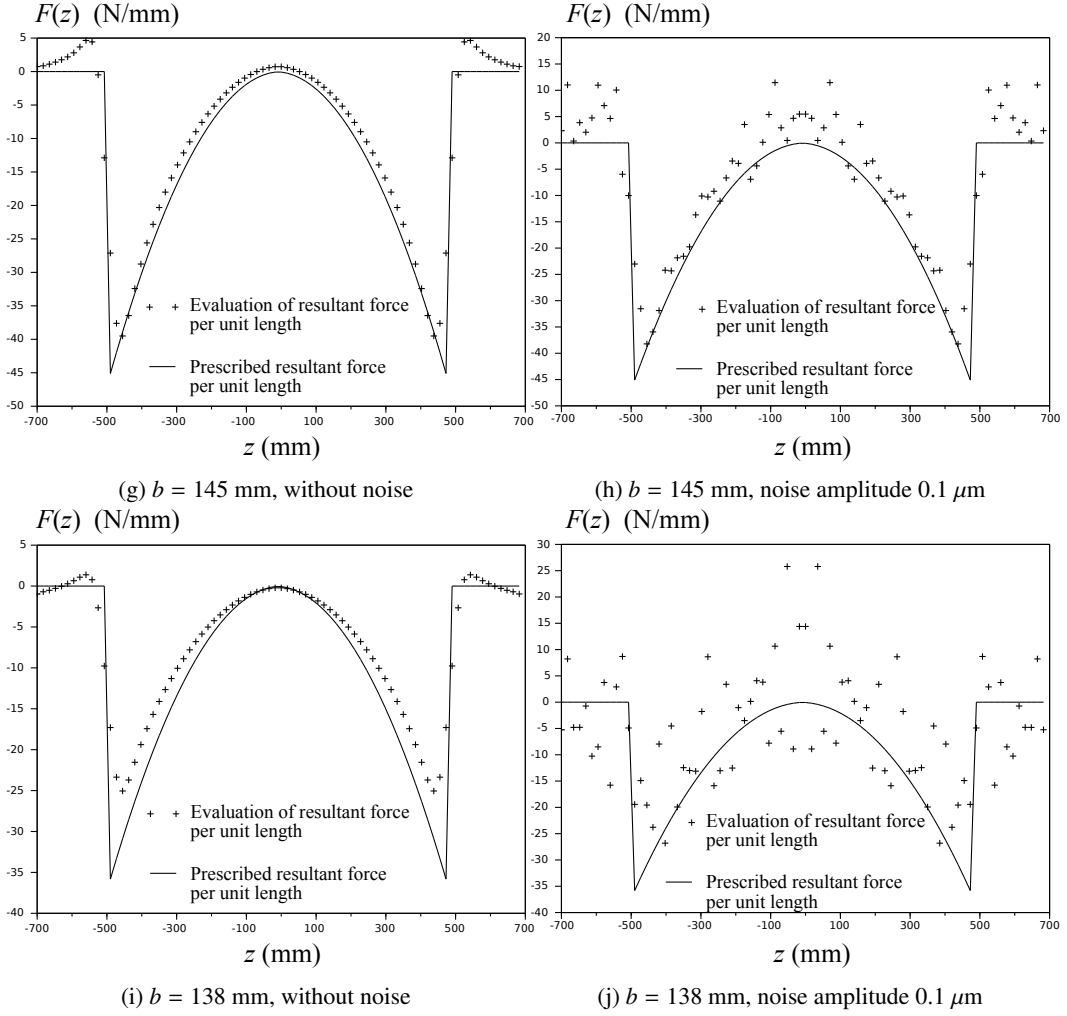 F(z) (N/mm)
5
0
-5
-10
-15
-20
-25
-30
-35
-40
-45
-50
-700
-500
-300
-100
100
300
500
700
Evaluation of resultant force
per unit length
Prescribed resultant force
per unit length
z (mm)
(g) b = 145 mm, without noise
F(z) (N/mm)
20
15
10
5
0
-5
-10
-15
-20
-25
-30
-35
-40
-45
-50
-700
-500
-300
-100
100
300
500
700
Evaluation of resultant force
per unit length
Prescribed resultant force
per unit length
z (mm)
(h) b = 145 mm, noise amplitude 0.1 μm
F(z) (N/mm)
0
-5
-10
-15
-20
-25
-30
-35
-40
-700
-500
-300
-100
100
300
500
700
Evaluation of resultant force
per unit length
Prescribed resultant force
per unit length
z (mm)
(i) b = 138 mm, without noise
F(z) (N/mm)
30
25
20
15
10
5
0
-5
-10
-15
-20
-25
-30
-35
-40
-700
-500
-300
-100
100
300
500
700
Evaluation of resultant force
per unit length
Prescribed resultant force
per unit length
z (mm)
(j) b = 138 mm, noise amplitude 0.1 μm